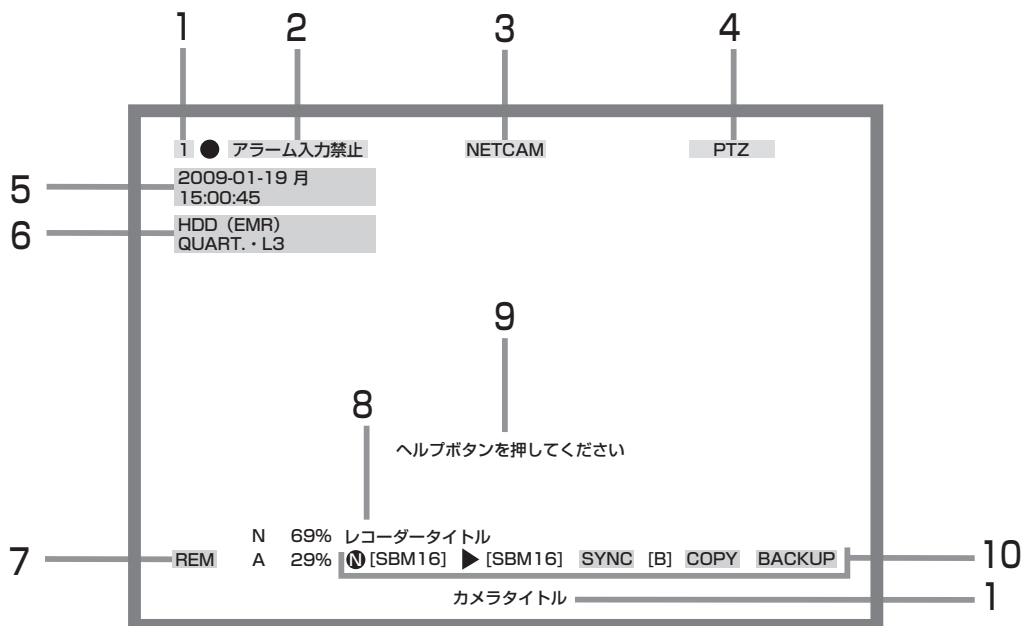 1 2 3 4
1 ● アラーム入力禁止 NETCAM PTZ
5
2009-01-19 月
15:00:45
6
HDD（EMR）
QUART.・L3
9
8
ヘルプボタンを押してください
N 69% レコーダータイトル
7 REM A 29% N [SBM16] ▶ [SBM16] SYNC [B] COPY BACKUP 10
カメラタイトル 1